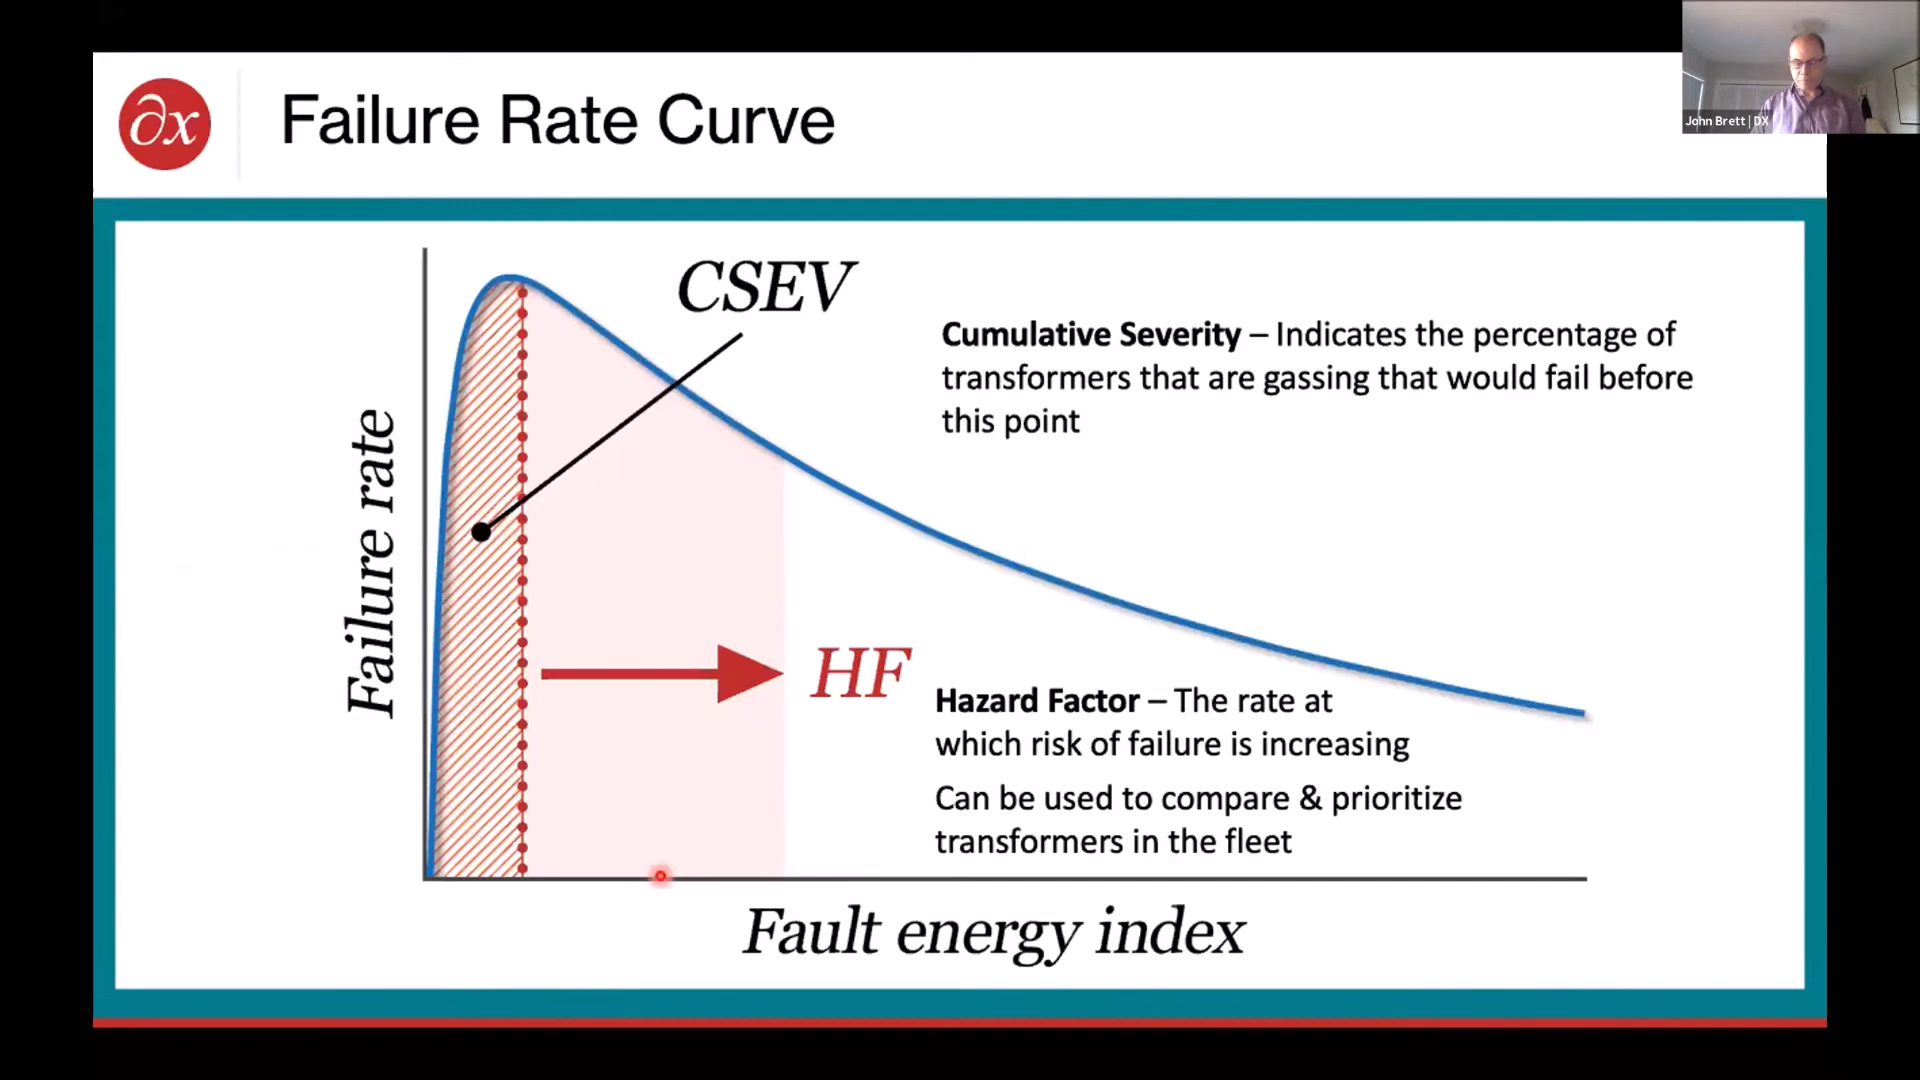 ∂x
Failure Rate Curve
John Brett | DX
CSEV
Cumulative Severity – Indicates the percentage of
transformers that are gassing that would fail before
this point
Failure rate
HF
Hazard Factor – The rate at
which risk of failure is increasing
Can be used to compare & prioritize
transformers in the fleet
Fault energy index